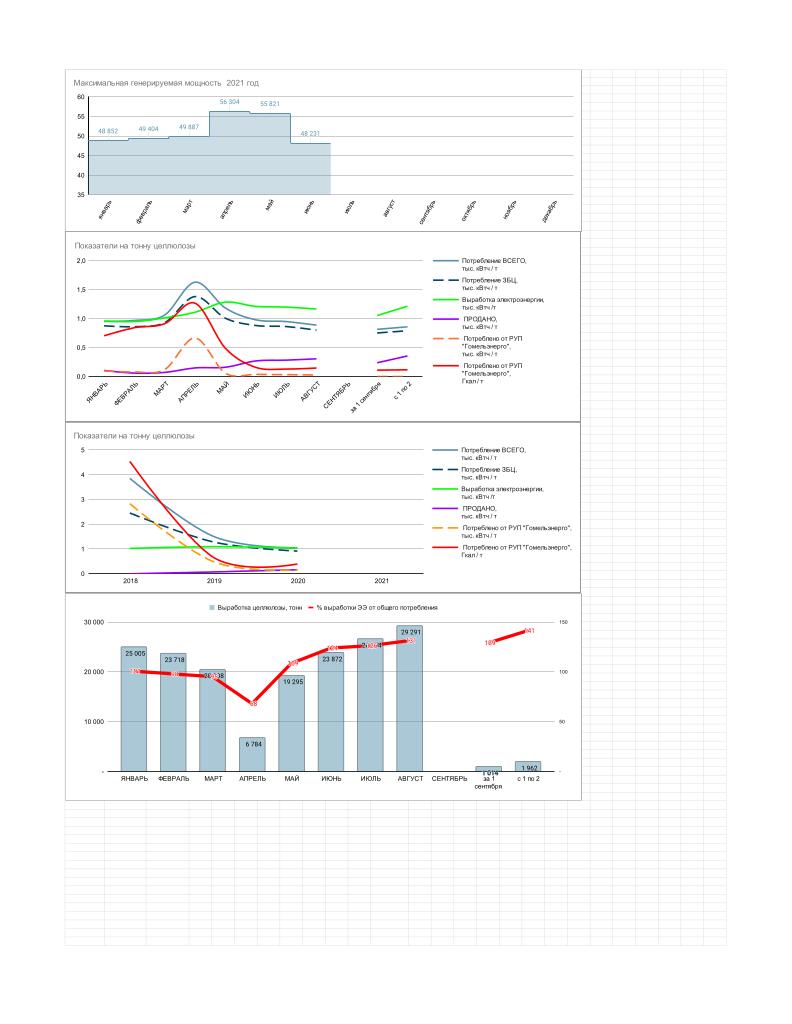 Максимальная генерируемая мощность 2021 год
60
55
50
45
40
35
48 852
49 404
49 887
56 304
55 821
48 231
январь
февраль
март
апрель
май
июнь
июль
август
сентябрь
октябрь
ноябрь
декабрь
Показатели на тонну целлюлозы
2,0
1,5
1,0
0,5
0,0
ЯНВАРЬ
ФЕВРАЛЬ
МАРТ
АПРЕЛЬ
МАЙ
ИЮНЬ
ИЮЛЬ
АВГУСТ
СЕНТЯБРЬ
за 1 сентября
с 1 по 2
Потребление ВСЕГО,
тыс. кВтч / т
Потребление ЗБЦ,
тыс. кВтч / т
Выработка электроэнергии,
тыс. кВтч /т
ПРОДАНО,
тыс. кВтч / т
Потреблено от РУП
"Гомельэнерго",
тыс. кВтч / т
Потреблено от РУП
"Гомельэнерго",
Гкал / т
Показатели на тонну целлюлозы
5
4
3
2
1
0
2018
2019
2020
2021
Потребление ВСЕГО,
тыс. кВтч / т
Потребление ЗБЦ,
тыс. кВтч / т
Выработка электроэнергии,
тыс. кВтч /т
ПРОДАНО,
тыс. кВтч / т
Потреблено от РУП "Гомельэнерго",
тыс. кВтч / т
Потреблено от РУП "Гомельэнерго",
Гкал / т
Выработка целлюлозы, тонн
% выработки ЭЭ от общего потребления
30 000
20 000
10 000
-
150
100
50
-
25 005
23 718
6 784
19 295
23 872
29 291
1 962
68
141
ЯНВАРЬ
ФЕВРАЛЬ
МАРТ
АПРЕЛЬ
МАЙ
ИЮНЬ
ИЮЛЬ
АВГУСТ
СЕНТЯБРЬ
за 1
сентября
с 1 по 2